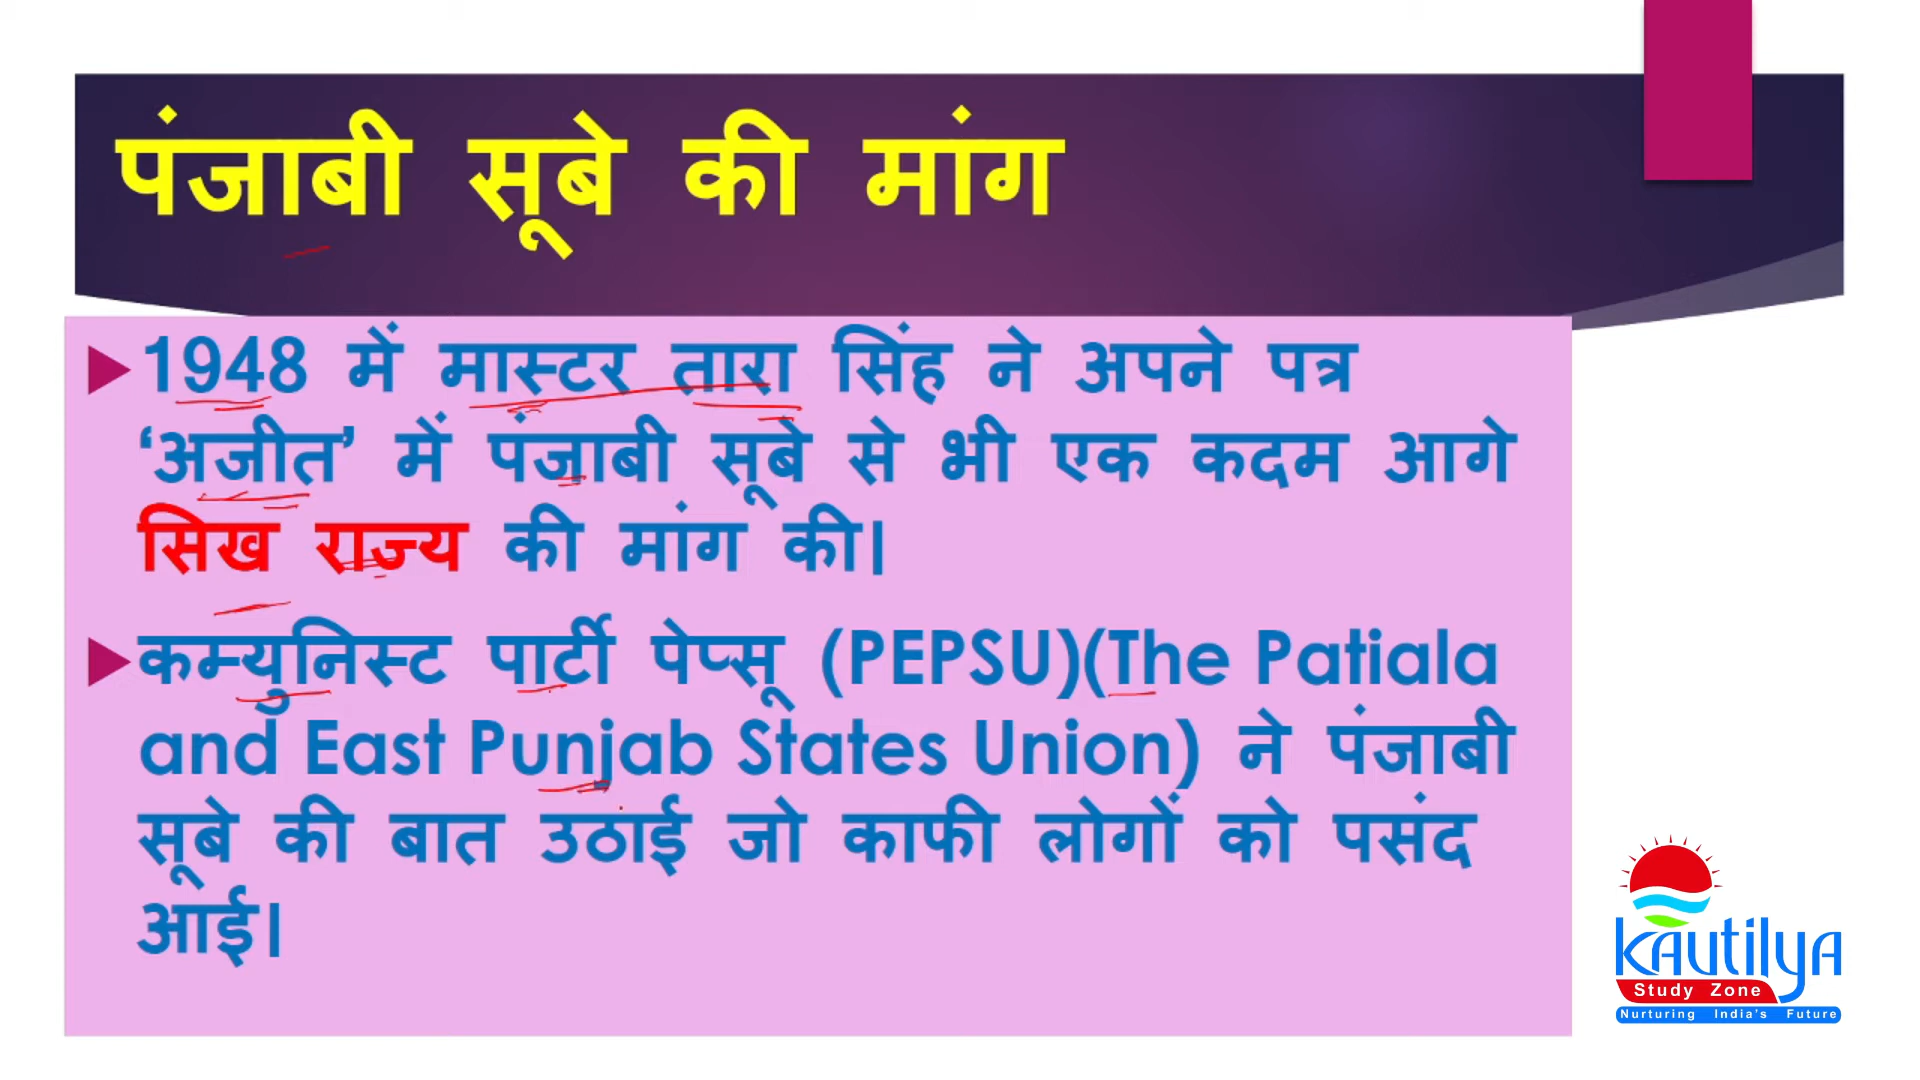 पंजाबी सूबे की मांग
1948 में मास्टर तारा सिंह ने अपने पत्र
‘अजीत’ में पंजाबी सूबे से भी एक कदम आगे
सिख राज्य की मांग की।
कम्युनिस्ट पार्टी पेप्सू (PEPSU)(The Patiala
and East Punjab States Union) ने पंजाबी
सूबे की बात उठाई जो काफी लोगों को पसंद
आई।
Kautilya
Study Zone
Nurturing India's Future